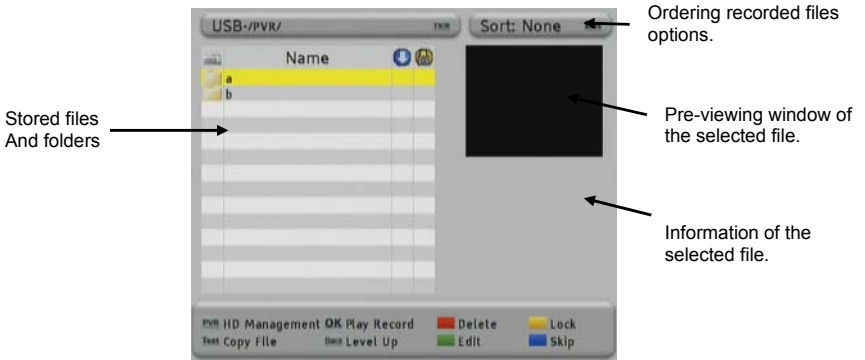 USB-/PVR/
Sort: None
Ordering recorded files
options.
Name
a
b
Stored files
And folders
Pre-viewing window of
the selected file.
Information of the
selected file.
PVR HD Management OK Play Record Delete Lock
Text Copy File Back Level Up Edit Skip